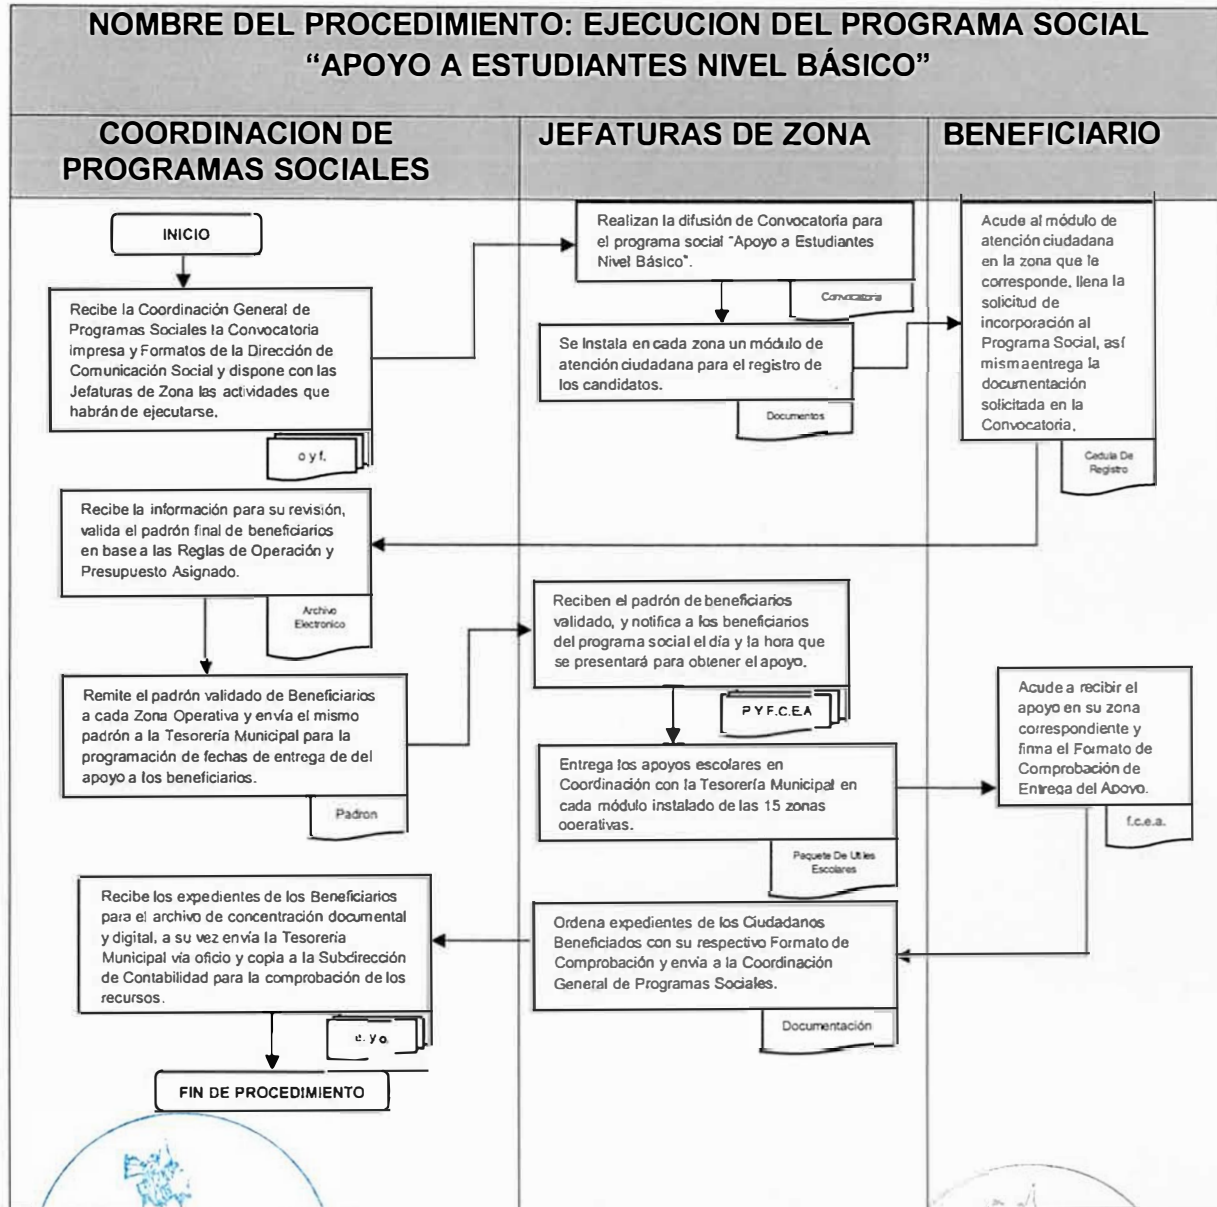 NOMBRE DEL PROCEDIMIENTO: EJECUCION DEL PROGRAMA SOCIAL
“APOYO A ESTUDIANTES NIVEL BÁSICO”
COORDINACION DE
PROGRAMAS SOCIALES
JEFATURAS DE ZONA
BENEFICIARIO
INICIO
Recibe la Coordinación General de
Programas Sociales la Convocatoria
impresa y Formatos de la Dirección de
Comunicación Social y dispone con las
Jefaturas de Zona las actividades que
habrán de ejecutarse.
o y f.
Realizan la difusión de Convocatoria para
el programa social “Apoyo a Estudiantes
Nivel Básico”.
Convocatoria
Se Instala en cada zona un módulo de
atención ciudadana para el registro de
los candidatos.
Documentos
Acude al módulo de
atención ciudadana
en la zona que le
corresponde, llena la
solicitud de
incorporación al
Programa Social, así
misma entrega la
documentación
solicitada en la
Convocatoria.
Cedula De
Registro
Recibe la información para su revisión,
valida el padrón final de beneficiarios
en base a las Reglas de Operación y
Presupuesto Asignado.
Archivo
Electronico
Remite el padrón validado de Beneficiarios
a cada Zona Operativa y envía el mismo
padrón a la Tesorería Municipal para la
programación de fechas de entrega de del
apoyo a los beneficiarios.
Padron
Reciben el padrón de beneficiarios
validado, y notifica a los beneficiarios
del programa social el día y la hora que
se presentará para obtener el apoyo.
P Y F.C.E.A
Entrega los apoyos escolares en
Coordinación con la Tesorería Municipal en
cada módulo instalado de las 15 zonas
operativas.
Paquete De Utiles
Escolares
Acude a recibir el
apoyo en su zona
correspondiente y
firma el Formato de
Comprobación de
Entrega del Apoyo.
f.c.e.a.
Ordena expedientes de los Ciudadanos
Beneficiados con su respectivo Formato de
Comprobación y envía a la Coordinación
General de Programas Sociales.
Documentación
Recibe los expedientes de los Beneficiarios
para el archivo de concentración documental
y digital, a su vez envía la Tesorería
Municipal vía oficio y copia a la Subdirección
de Contabilidad para la comprobación de los
recursos.
e. y o.
FIN DE PROCEDIMIENTO